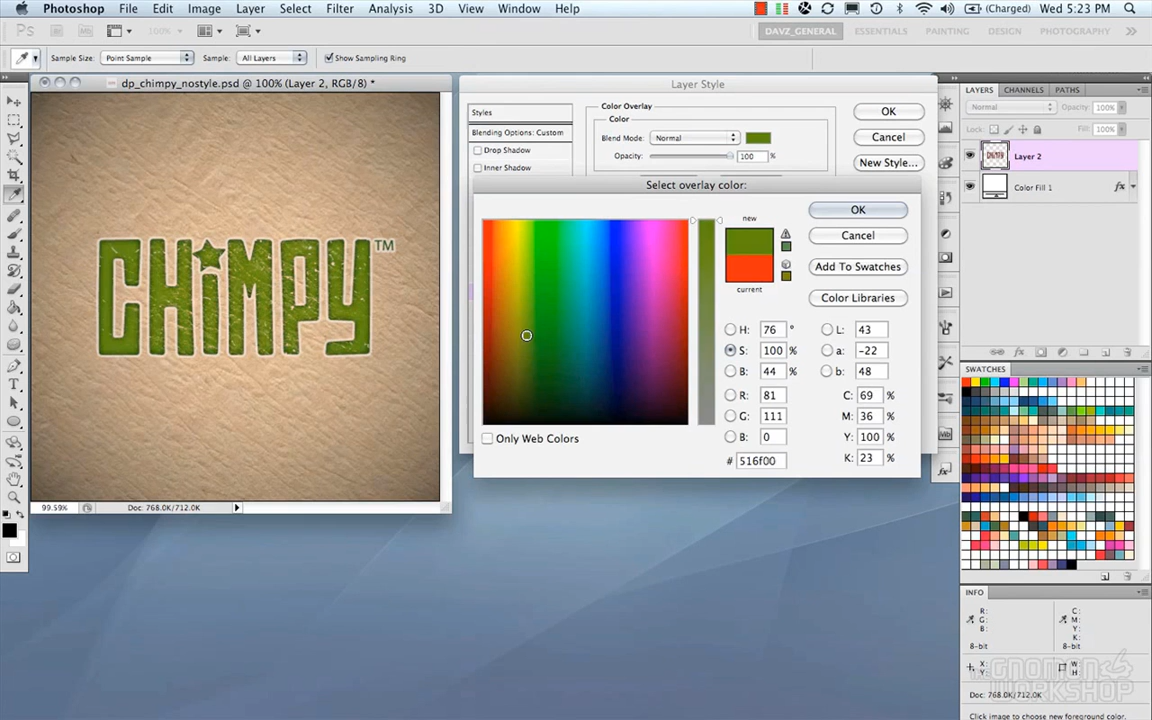 Photoshop File Edit Image Layer Select Filter Analysis 3D View Window Help
(Charged) Wed 5:23 PM
Ps Br Mb 100%
DAVZ_GENERAL ESSENTIALS PAINTING DESIGN PHOTOGRAPHY
Sample Size: Point Sample Sample: All Layers Show Sampling Ring
dp_chimpy_nostyle.psd @ 100% (Layer 2, RGB/8) *
CHiMPY™
99.59% Doc: 768.0K/712.0K
Layer Style
Styles
Blending Options: Custom
Drop Shadow
Inner Shadow
Color Overlay
Color
Blend Mode: Normal
Opacity: 100 %
OK
Cancel
New Style...
Select overlay color:
new
current
OK
Cancel
Add To Swatches
Color Libraries
H: 76 ° L: 43
S: 100 % a: -22
B: 44 % b: 48
R: 81 C: 69 %
G: 111 M: 36 %
B: 0 Y: 100 %
# 516f00 K: 23 %
Only Web Colors
LAYERS CHANNELS PATHS
Normal Opacity: 100%
Lock: Fill: 100%
Layer 2
Color Fill 1 fx
SWATCHES
INFO
R: C:
G: M:
B: Y:
K:
8-bit 8-bit
X: W:
Y: H:
GNOMON
WORKSHOP
Doc: 768.0K/712.0K
Click image to choose new foreground color.